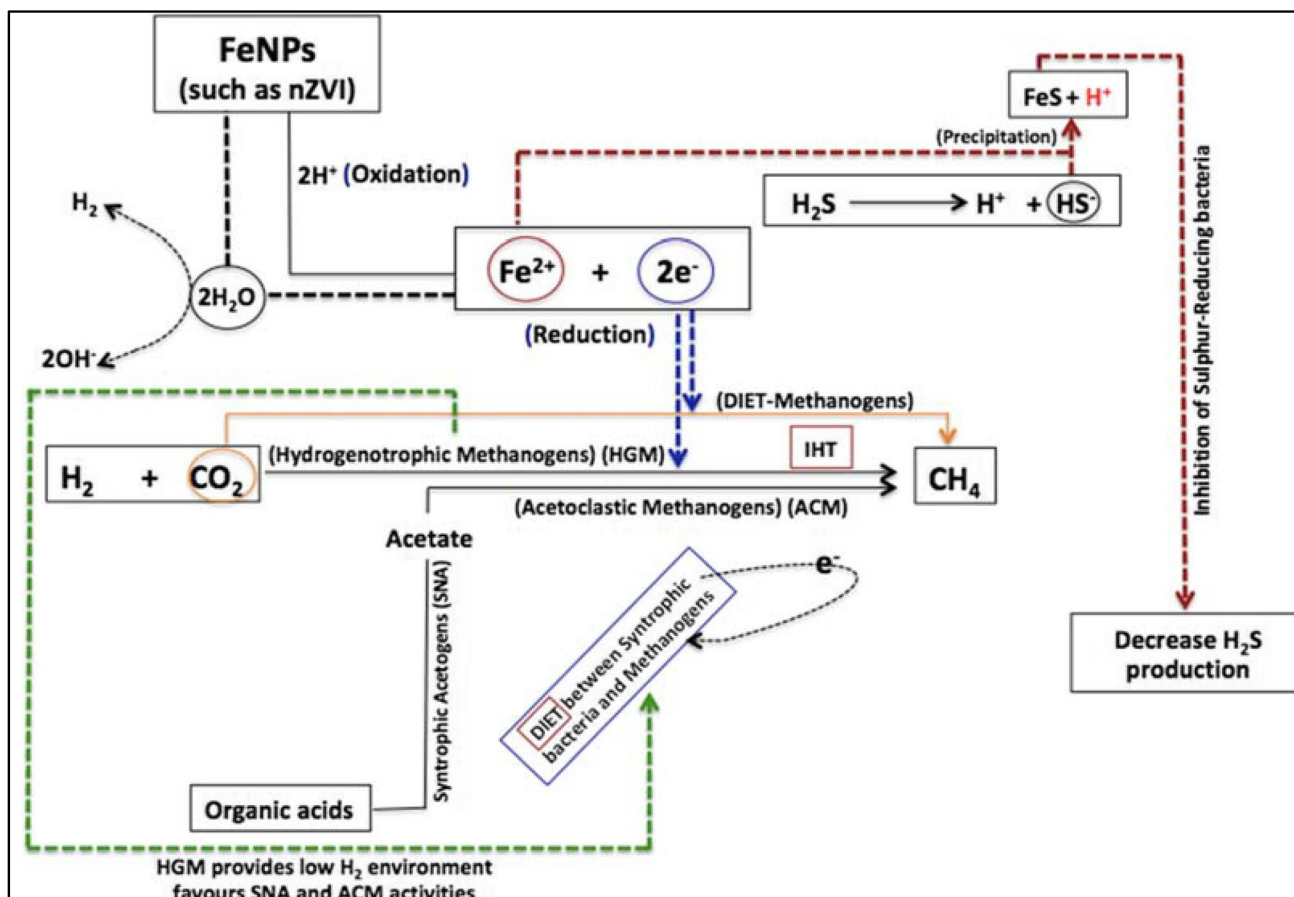 FeNPs
(such as nZVI)
2H⁺ (Oxidation)
H₂
2H₂O
2OH⁻
Fe²⁺ + 2e⁻
(Reduction)
FeS + H⁺
(Precipitation)
H₂S H⁺ + HS⁻
Inhibition of Sulphur-Reducing bacteria
Decrease H₂S
production
(DIET-Methanogens)
H₂ + CO₂
(Hydrogenotrophic Methanogens) (HGM)
IHT
CH₄
(Acetoclastic Methanogens) (ACM)
Acetate
Syntrophic Acetogens (SNA)
e⁻
DIET between Syntrophic
bacteria and Methanogens
Organic acids
HGM provides low H₂ environment
favours SNA and ACM activities